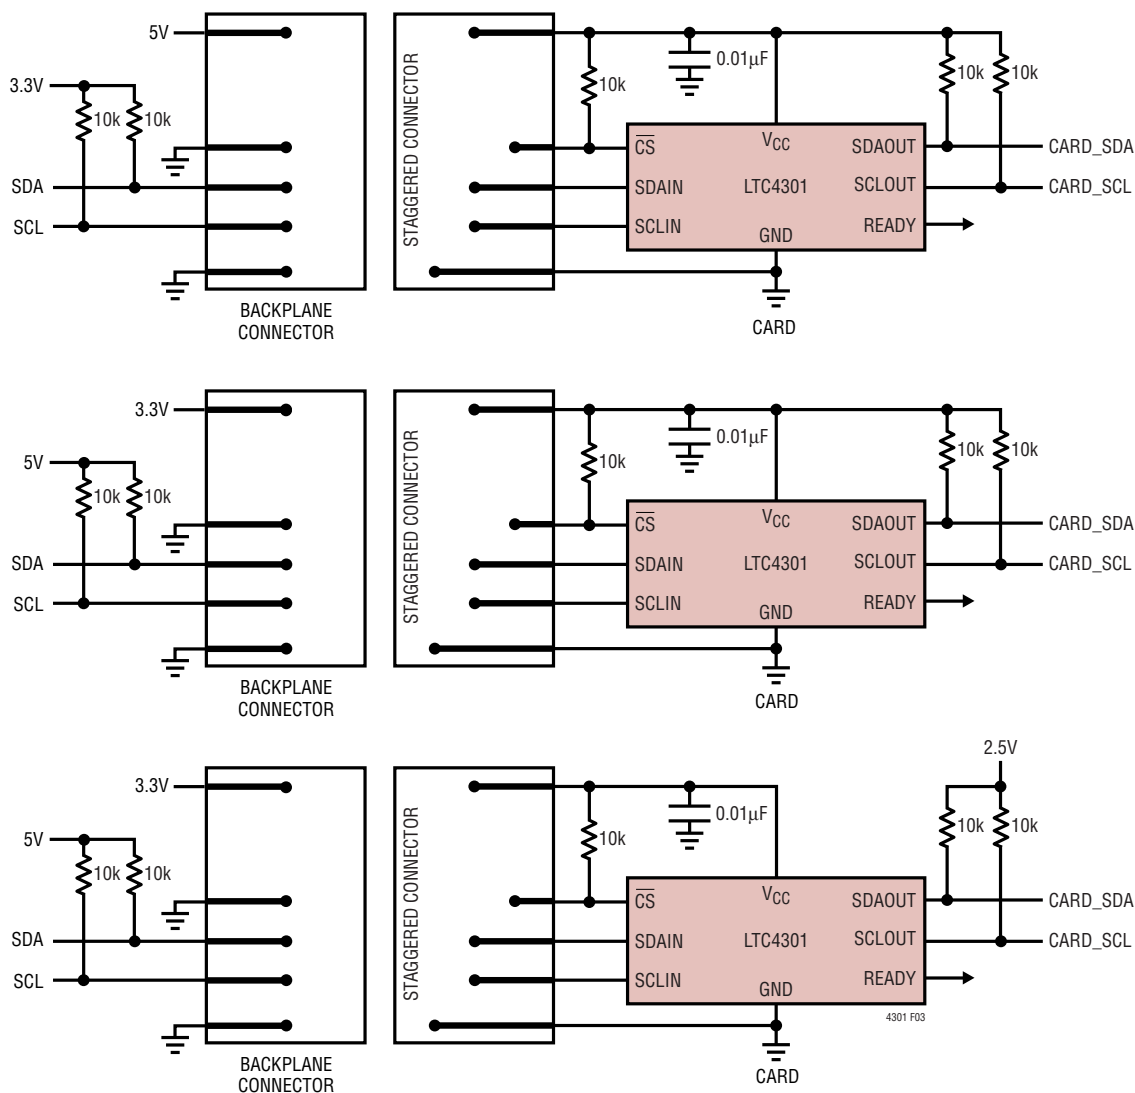 5V
3.3V
10k
10k
SDA
SCL
BACKPLANE
CONNECTOR
STAGGERED CONNECTOR
10k
0.01μF
10k
10k
CS
VCC
SDAOUT
CARD_SDA
SDAIN
LTC4301
SCLOUT
CARD_SCL
SCLIN
GND
READY
CARD
3.3V
5V
10k
10k
SDA
SCL
BACKPLANE
CONNECTOR
STAGGERED CONNECTOR
10k
0.01μF
10k
10k
CS
VCC
SDAOUT
CARD_SDA
SDAIN
LTC4301
SCLOUT
CARD_SCL
SCLIN
GND
READY
CARD
3.3V
5V
10k
10k
SDA
SCL
BACKPLANE
CONNECTOR
STAGGERED CONNECTOR
10k
0.01μF
2.5V
10k
10k
CS
VCC
SDAOUT
CARD_SDA
SDAIN
LTC4301
SCLOUT
CARD_SCL
SCLIN
GND
READY
4301 F03
CARD